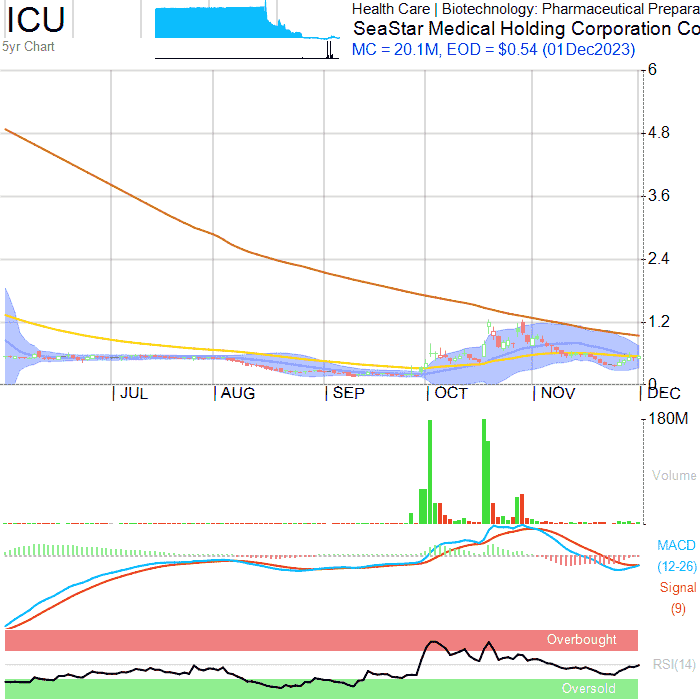 ICU
5yr Chart
Health Care | Biotechnology: Pharmaceutical Prepara
SeaStar Medical Holding Corporation Co
MC = 20.1M, EOD = $0.54 (01Dec2023)
6
4.8
3.6
2.4
1.2
0
JUL AUG SEP OCT NOV DEC
180M
Volume
MACD
(12-26)
Signal
(9)
Overbought
RSI(14)
Oversold